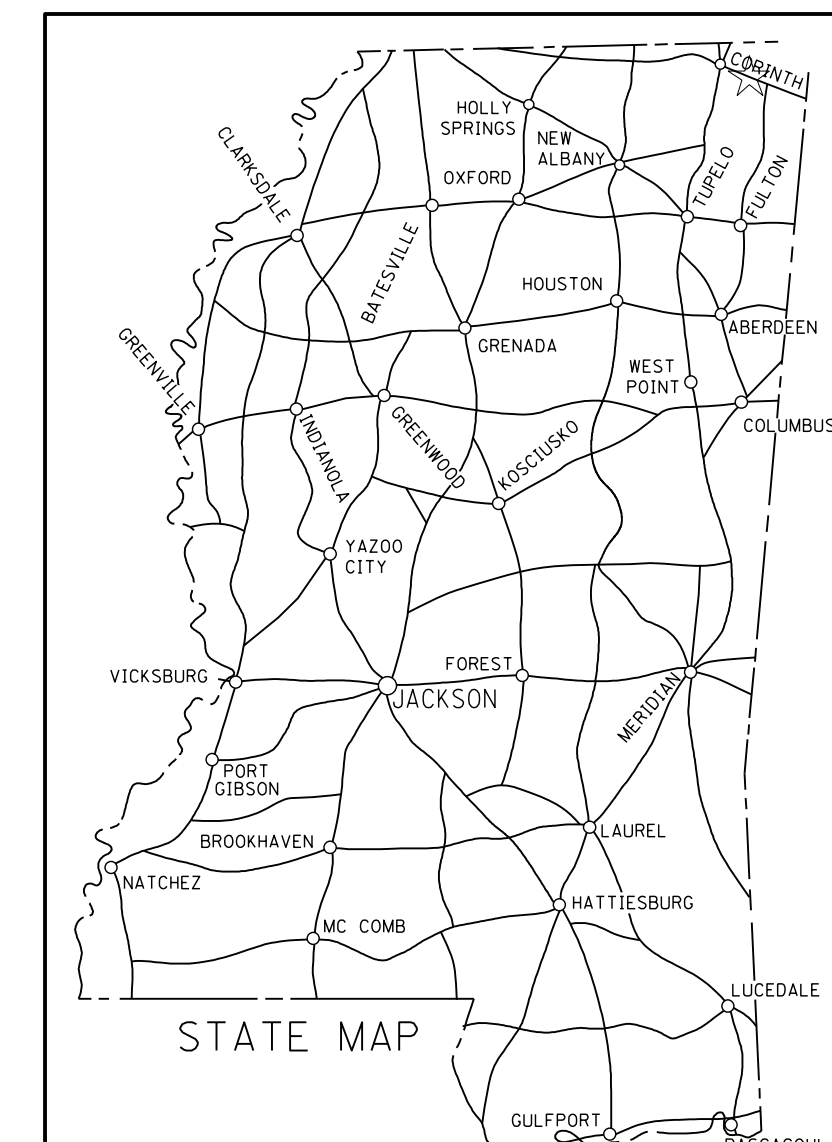 CORINTH
HOLLY
SPRINGS
NEW
ALBANY
CLARKSDALE
OXFORD
TUPELO
FULTON
BATESVILLE
HOUSTON
ABERDEEN
GREENVILLE
GRENADA
WEST
POINT
COLUMBUS
INDIANOLA
GREENWOOD
KOSCIUSKO
YAZOO
CITY
VICKSBURG
FOREST
JACKSON
MERIDIAN
PORT
GIBSON
BROOKHAVEN
LAUREL
NATCHEZ
HATTIESBURG
MC COMB
LUCEDALE
STATE MAP
GULFPORT